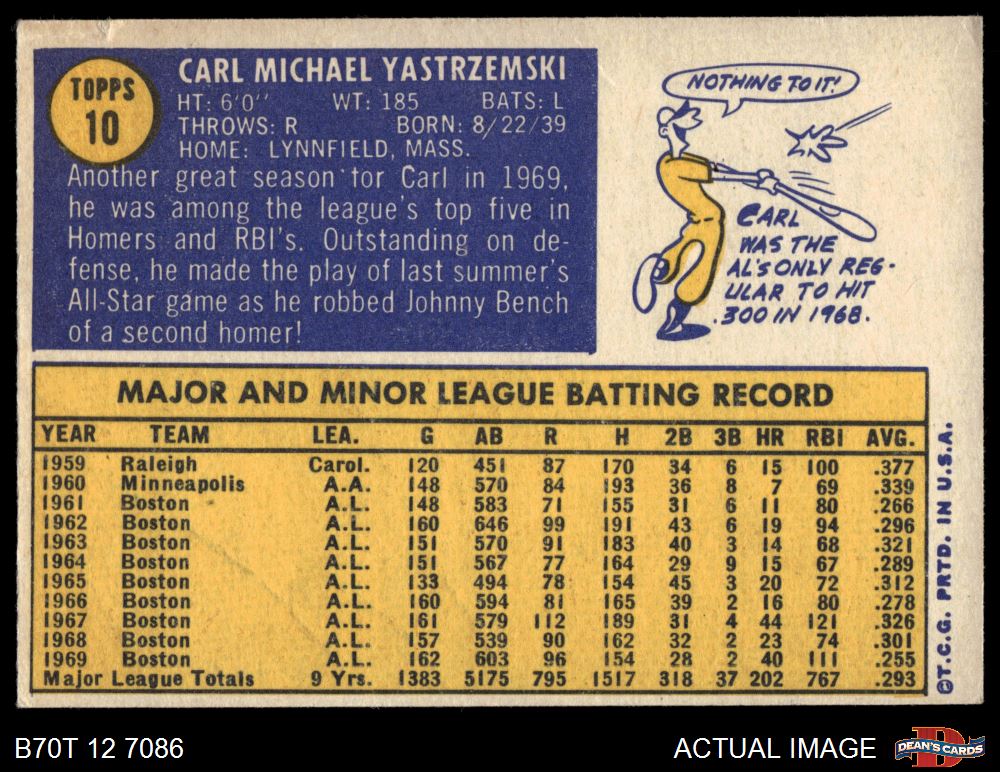 TOPPS
10
CARL MICHAEL YASTRZEMSKI
HT: 6'0" WT: 185 BATS: L
THROWS: R BORN: 8/22/39
HOME: LYNNFIELD, MASS.
Another great season for Carl in 1969,
he was among the league's top five in
Homers and RBI's. Outstanding on de-
fense, he made the play of last summer's
All-Star game as he robbed Johnny Bench
of a second homer!
NOTHING TO IT!
CARL
WAS THE
AL'S ONLY REG-
ULAR TO HIT
.300 IN 1968.
MAJOR AND MINOR LEAGUE BATTING RECORD
YEAR TEAM LEA. G AB R H 2B 3B HR RBI AVG.
1959 Raleigh Carol. 120 451 87 170 34 6 15 100 .377
1960 Minneapolis A.A. 148 570 84 193 36 8 7 69 .339
1961 Boston A.L. 148 583 71 155 31 6 11 80 .266
1962 Boston A.L. 160 646 99 191 43 6 19 94 .296
1963 Boston A.L. 151 570 91 183 40 3 14 68 .321
1964 Boston A.L. 151 567 77 164 29 9 15 67 .289
1965 Boston A.L. 133 494 78 154 45 3 20 72 .312
1966 Boston A.L. 160 594 81 165 39 2 16 80 .278
1967 Boston A.L. 161 579 112 189 31 4 44 121 .326
1968 Boston A.L. 157 539 90 162 32 2 23 74 .301
1969 Boston A.L. 162 603 96 154 28 2 40 111 .255
Major League Totals 9 Yrs. 1383 5175 795 1517 318 37 202 767 .293
©T.C.G. PRTD. IN U.S.A.
B70T 12 7086
ACTUAL IMAGE
DEAN'S CARDS